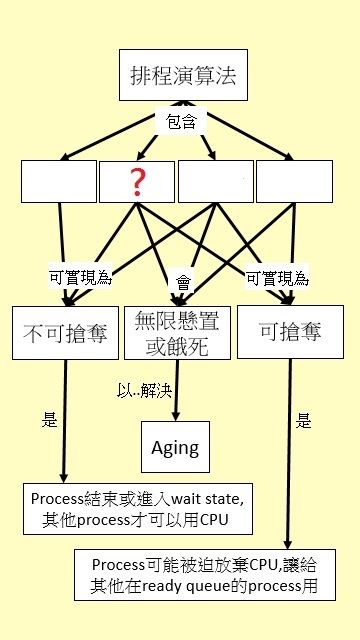 排程演算法
包含
?
可實現為
會
可實現為
不可搶奪
無限懸置
或餓死
可搶奪
以..解決
是
是
Aging
Process結束或進入wait state,
其他process才可以用CPU
Process可能被迫放棄CPU,讓給
其他在ready queue的process用